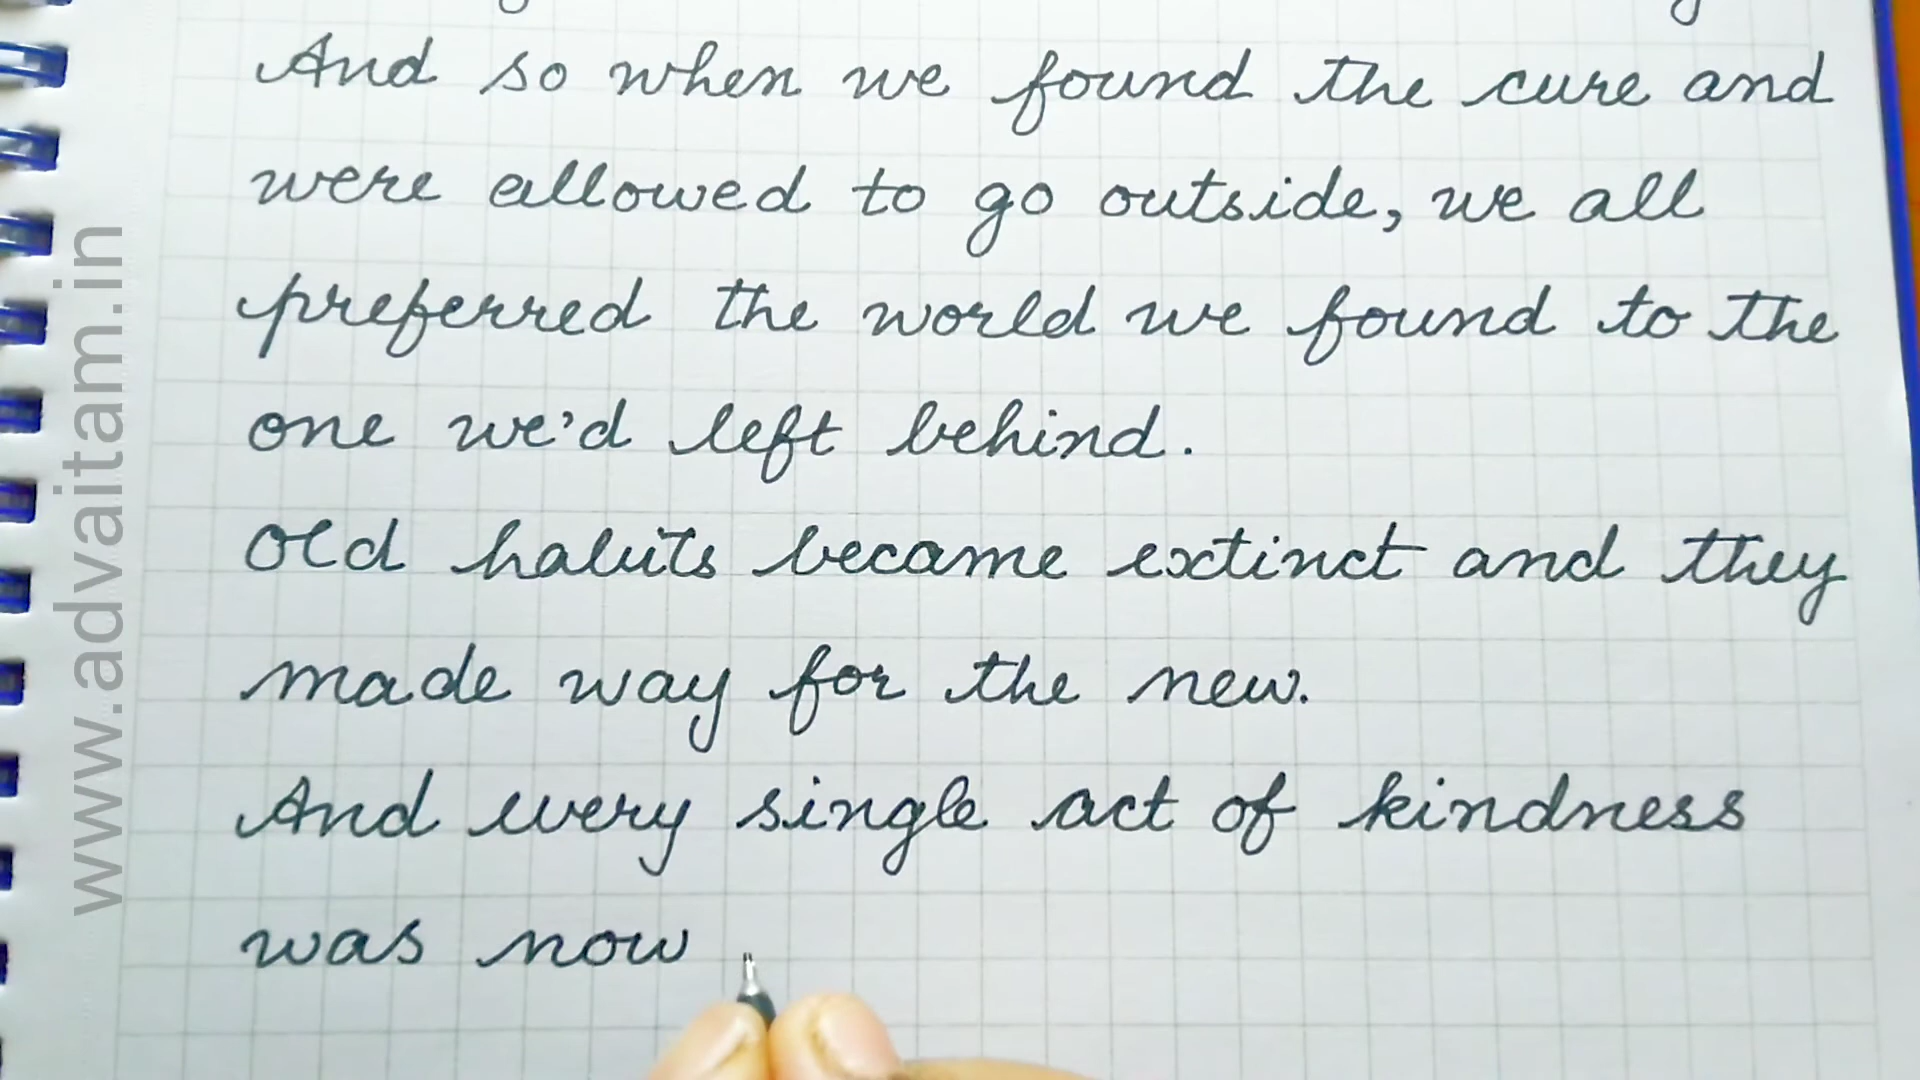 And so when we found the cure and
were allowed to go outside, we all
preferred the world we found to the
one we'd left behind.
Old habits became extinct and they
made way for the new.
And every single act of kindness
was now
www.advaitam.in